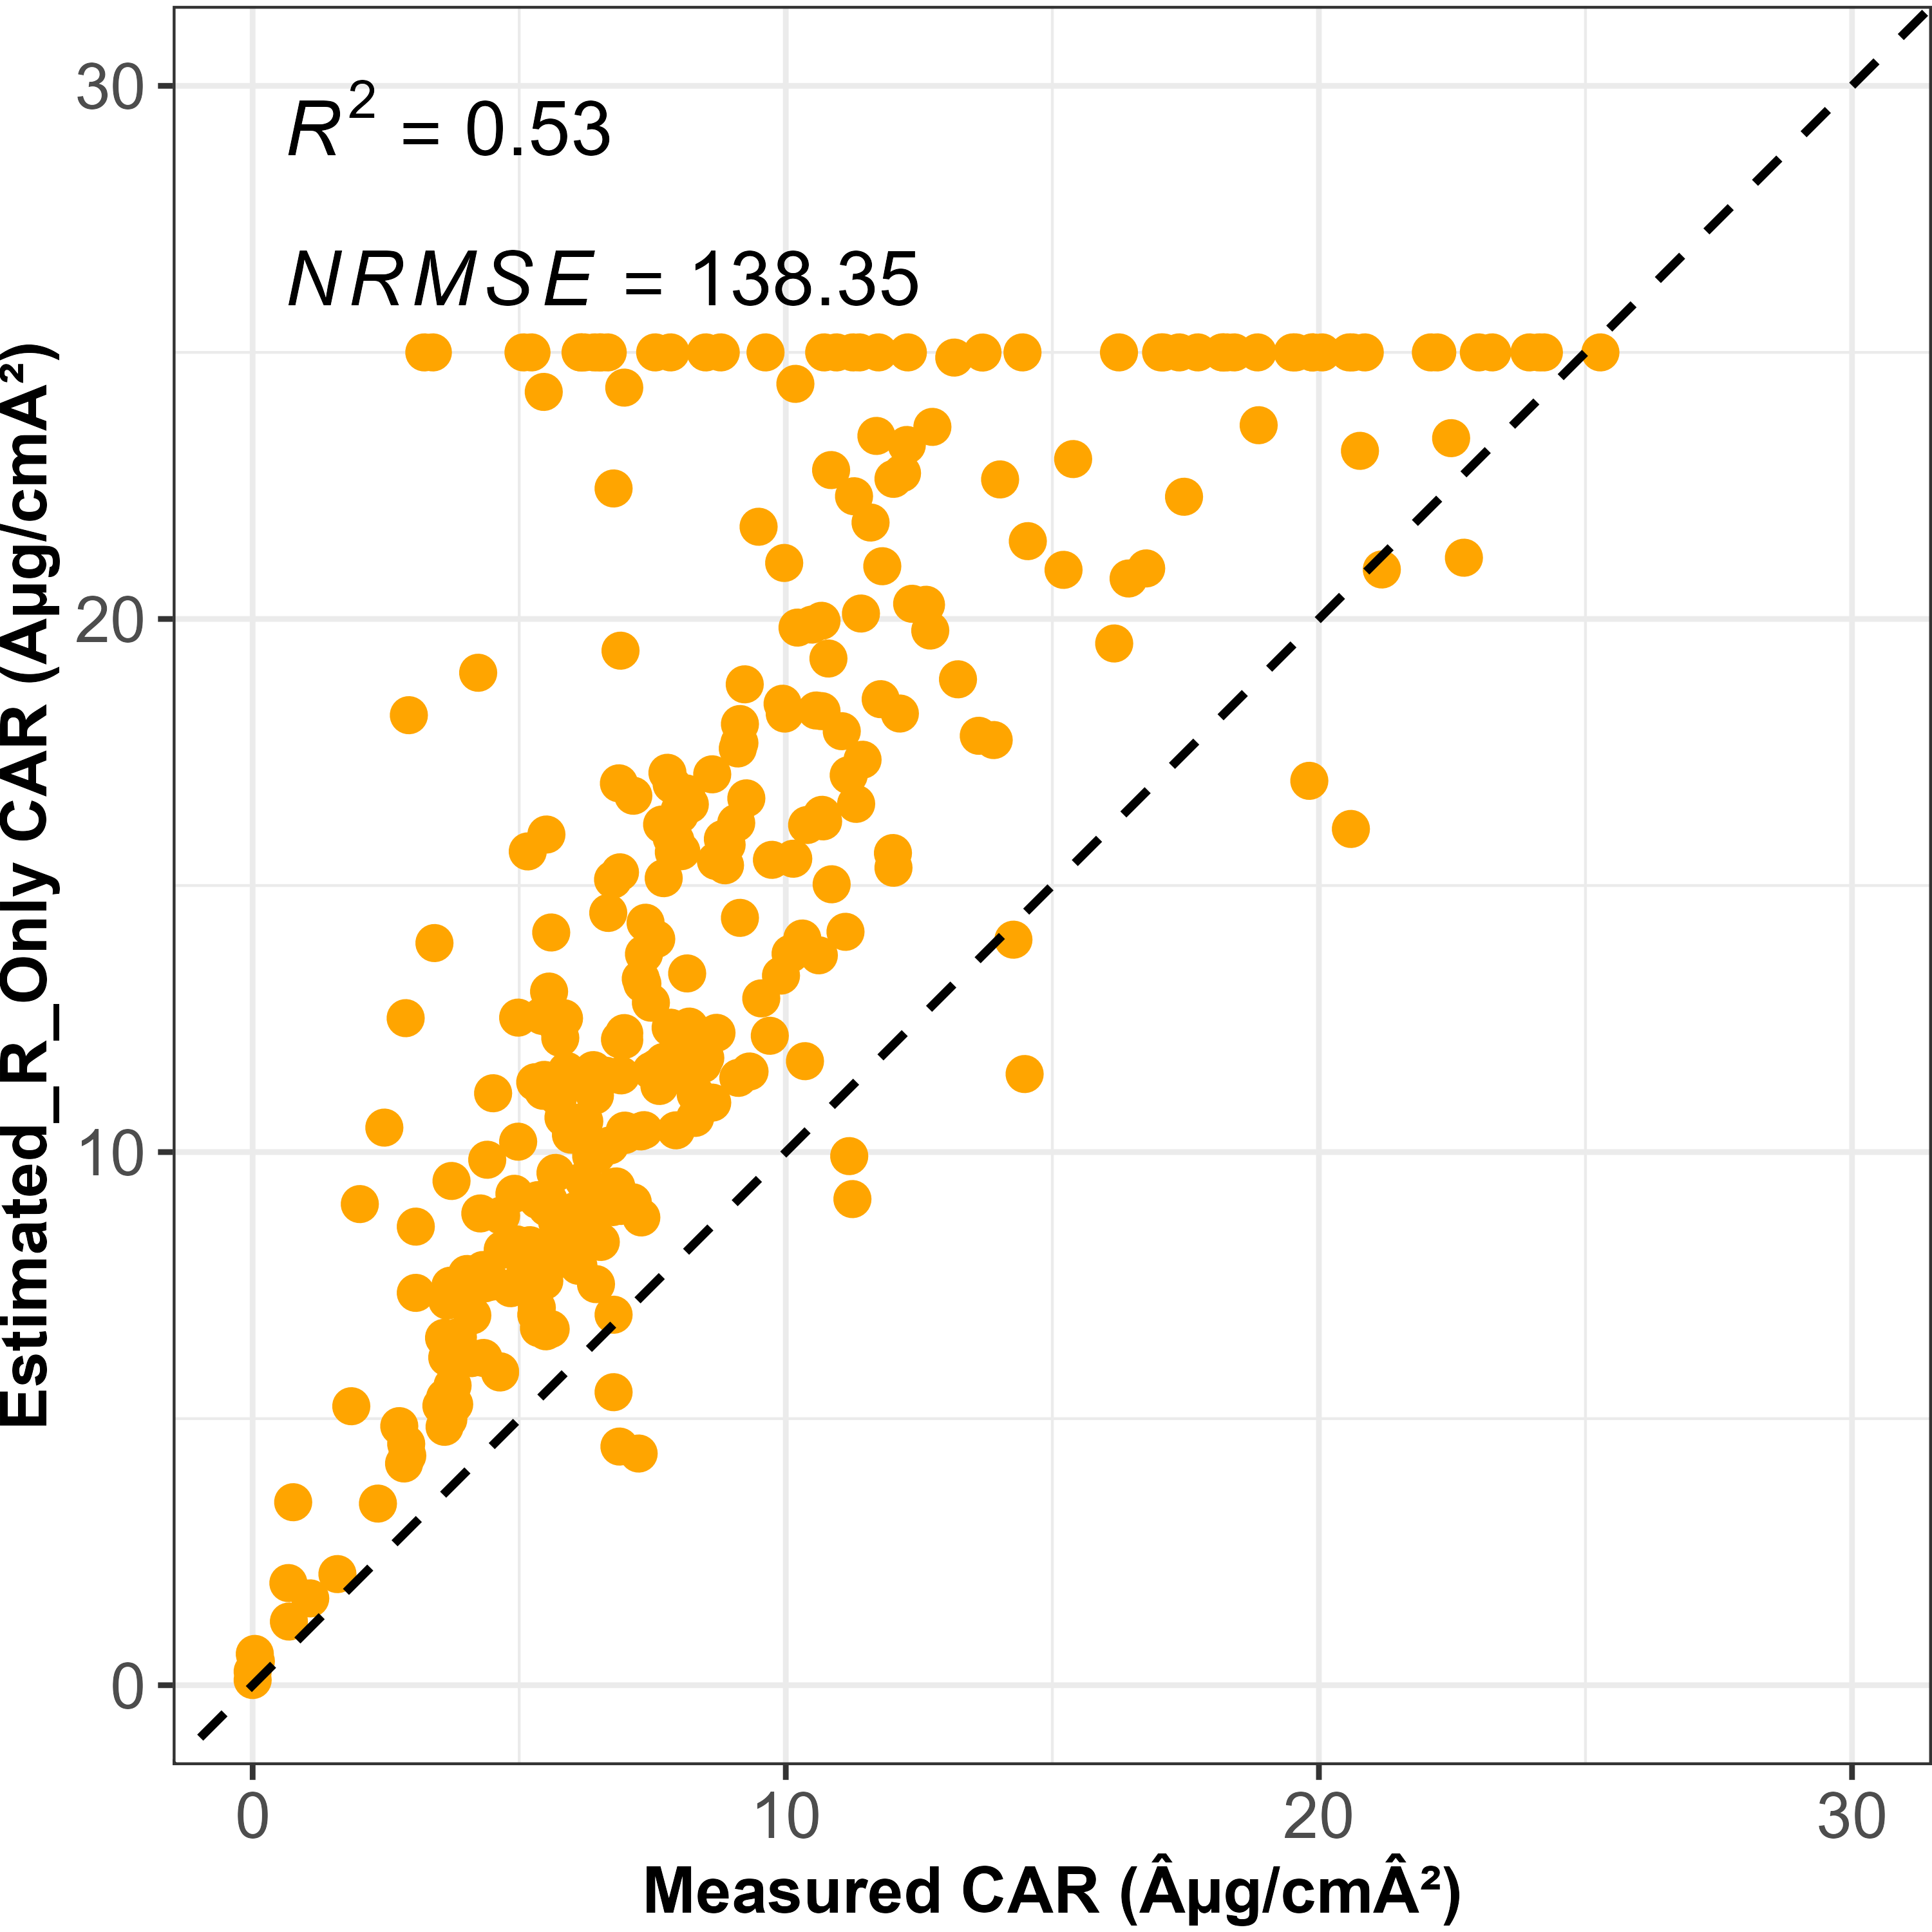 R² = 0.53
NRMSE = 138.35
30
20
10
0
Estimated_R_Only CAR (Âµg/cmÂ²)
0 10 20 30
Measured CAR (Âµg/cmÂ²)